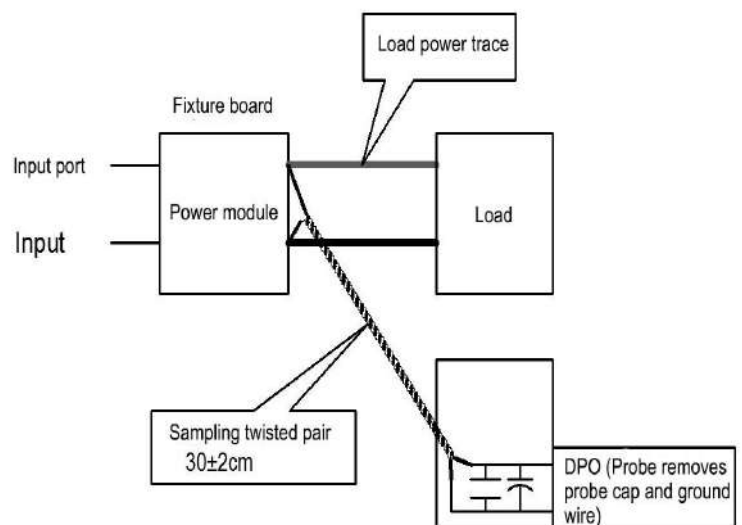 Load power trace
Fixture board
Input port
Power module
Load
Input
Sampling twisted pair
30±2cm
DPO (Probe removes
probe cap and ground
wire)